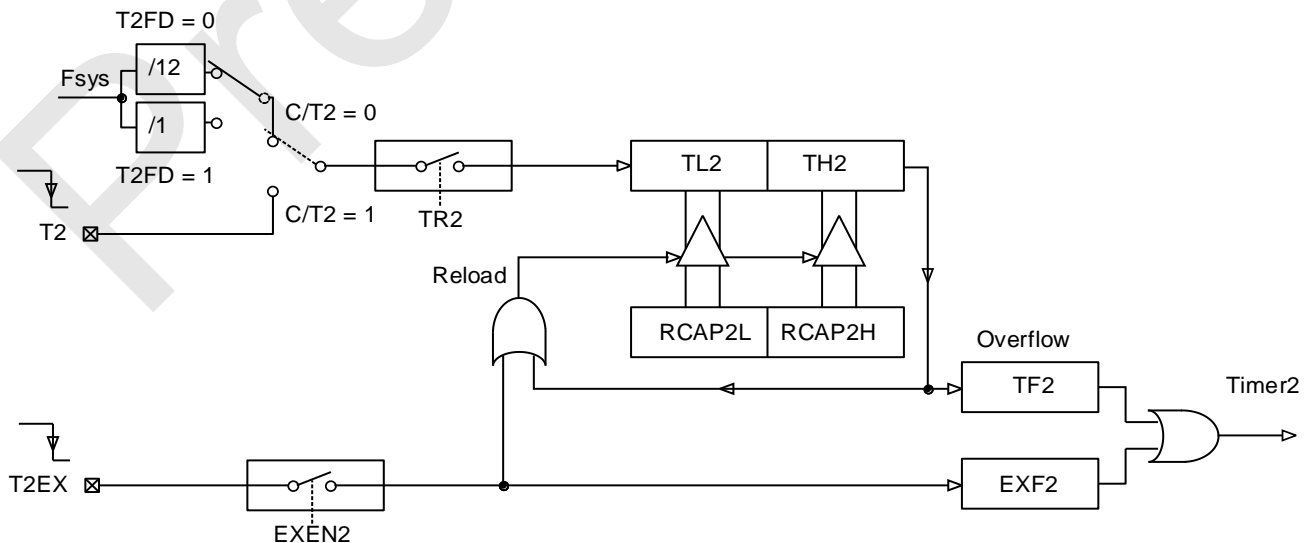 T2FD = 0
/12
Fsys
C/T2 = 0
/1
T2FD = 1
TL2 TH2
C/T2 = 1
TR2
T2
Reload
RCAP2L RCAP2H
Overflow
TF2
Timer2
T2EX
EXF2
EXEN2
Pre